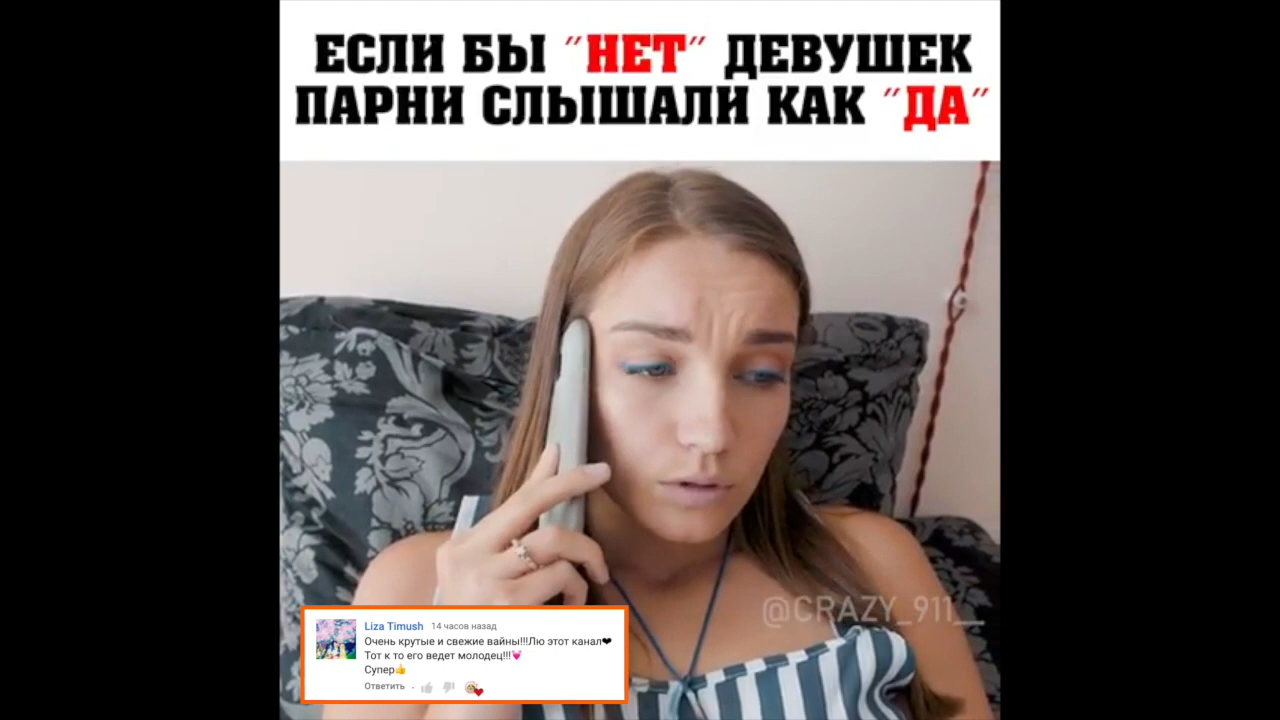 ЕСЛИ БЫ "НЕТ" ДЕВУШЕК
ПАРНИ СЛЫШАЛИ КАК "ДА"
@CRAZY_911__
Liza Timush 14 часов назад
Очень крутые и свежие вайны!!!Лю этот канал❤
Тот к то его ведет молодец!!!💓
Супер👍
Ответить